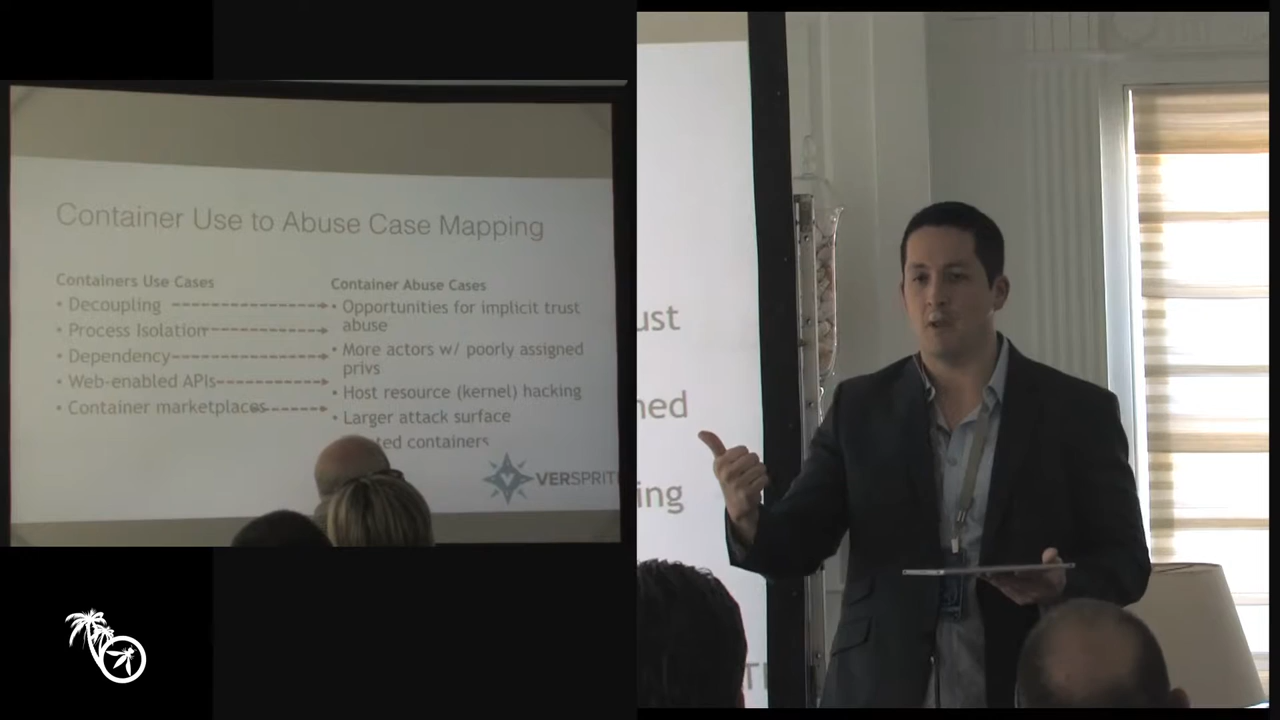 Container Use to Abuse Case Mapping
Containers Use Cases
• Decoupling
• Process Isolation
• Dependency
• Web-enabled APIs
• Container marketplaces
Container Abuse Cases
• Opportunities for implicit trust
abuse
• More actors w/ poorly assigned
privs
• Host resource (kernel) hacking
• Larger attack surface
ted containers
VERSPRIT
ust
ned
ing